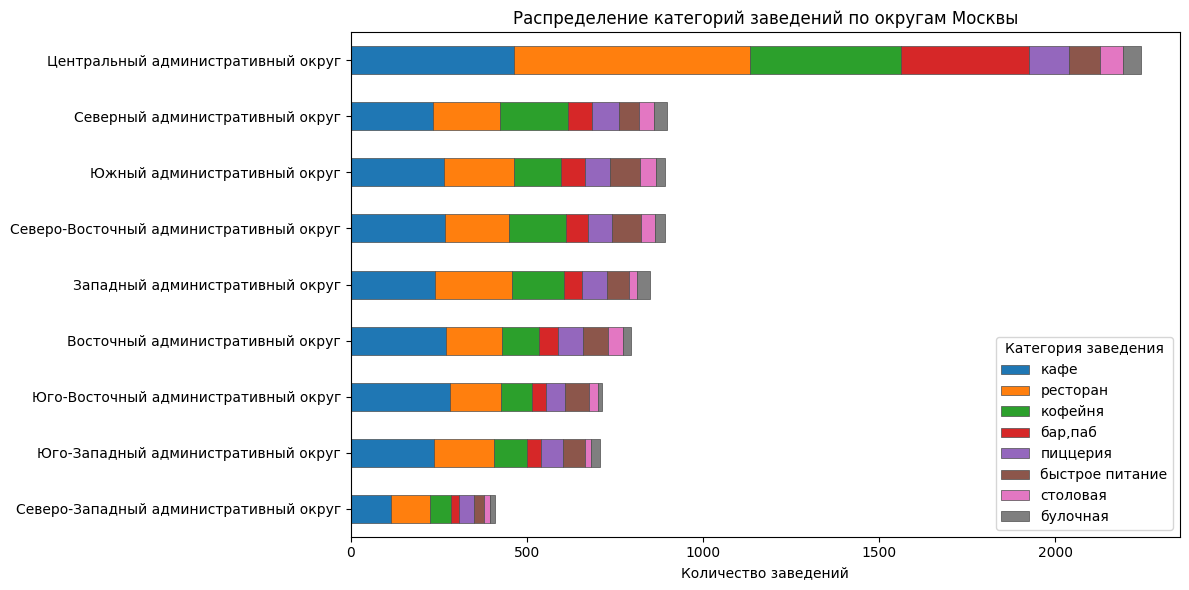 Распределение категорий заведений по округам Москвы
Центральный административный округ
Северный административный округ
Южный административный округ
Северо-Восточный административный округ
Западный административный округ
Восточный административный округ
Юго-Восточный административный округ
Юго-Западный административный округ
Северо-Западный административный округ
Категория заведения
кафе
ресторан
кофейня
бар,паб
пиццерия
быстрое питание
столовая
булочная
0 500 1000 1500 2000
Количество заведений